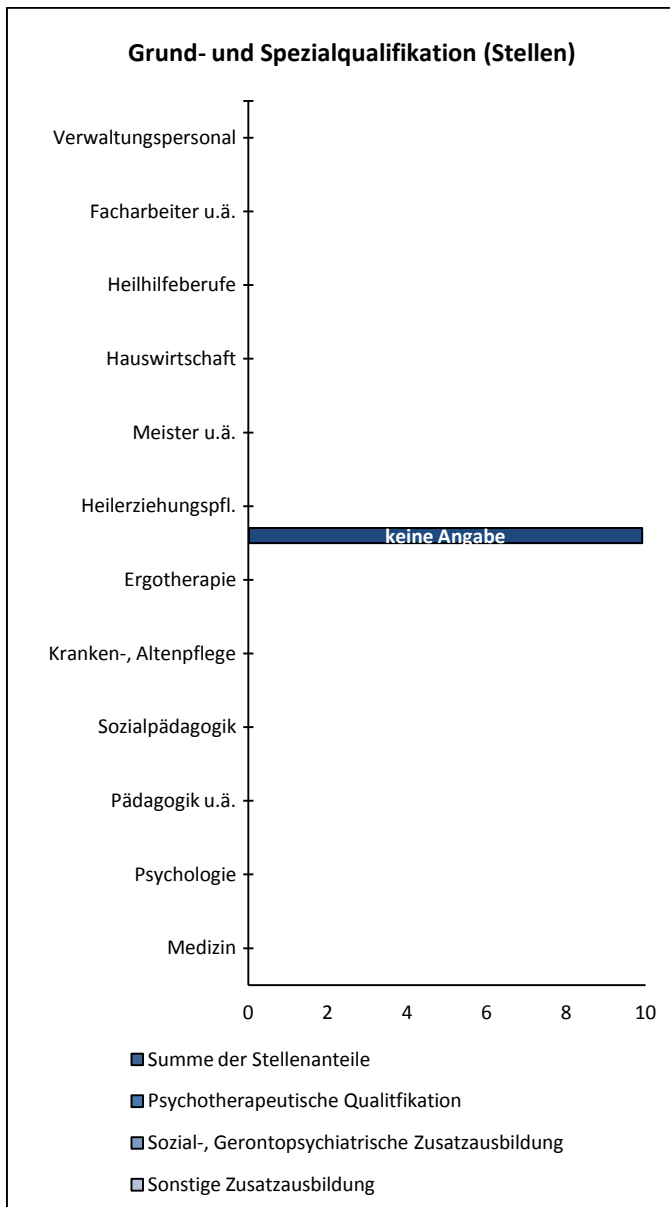 Grund- und Spezialqualifikation (Stellen)
Verwaltungspersonal
Facharbeiter u.ä.
Heilhilfeberufe
Hauswirtschaft
Meister u.ä.
Heilerziehungspfl.
keine Angabe
Ergotherapie
Kranken-, Altenpflege
Sozialpädagogik
Pädagogik u.ä.
Psychologie
Medizin
0 2 4 6 8 10
Summe der Stellenanteile
Psychotherapeutische Qualitfikation
Sozial-, Gerontopsychiatrische Zusatzausbildung
Sonstige Zusatzausbildung